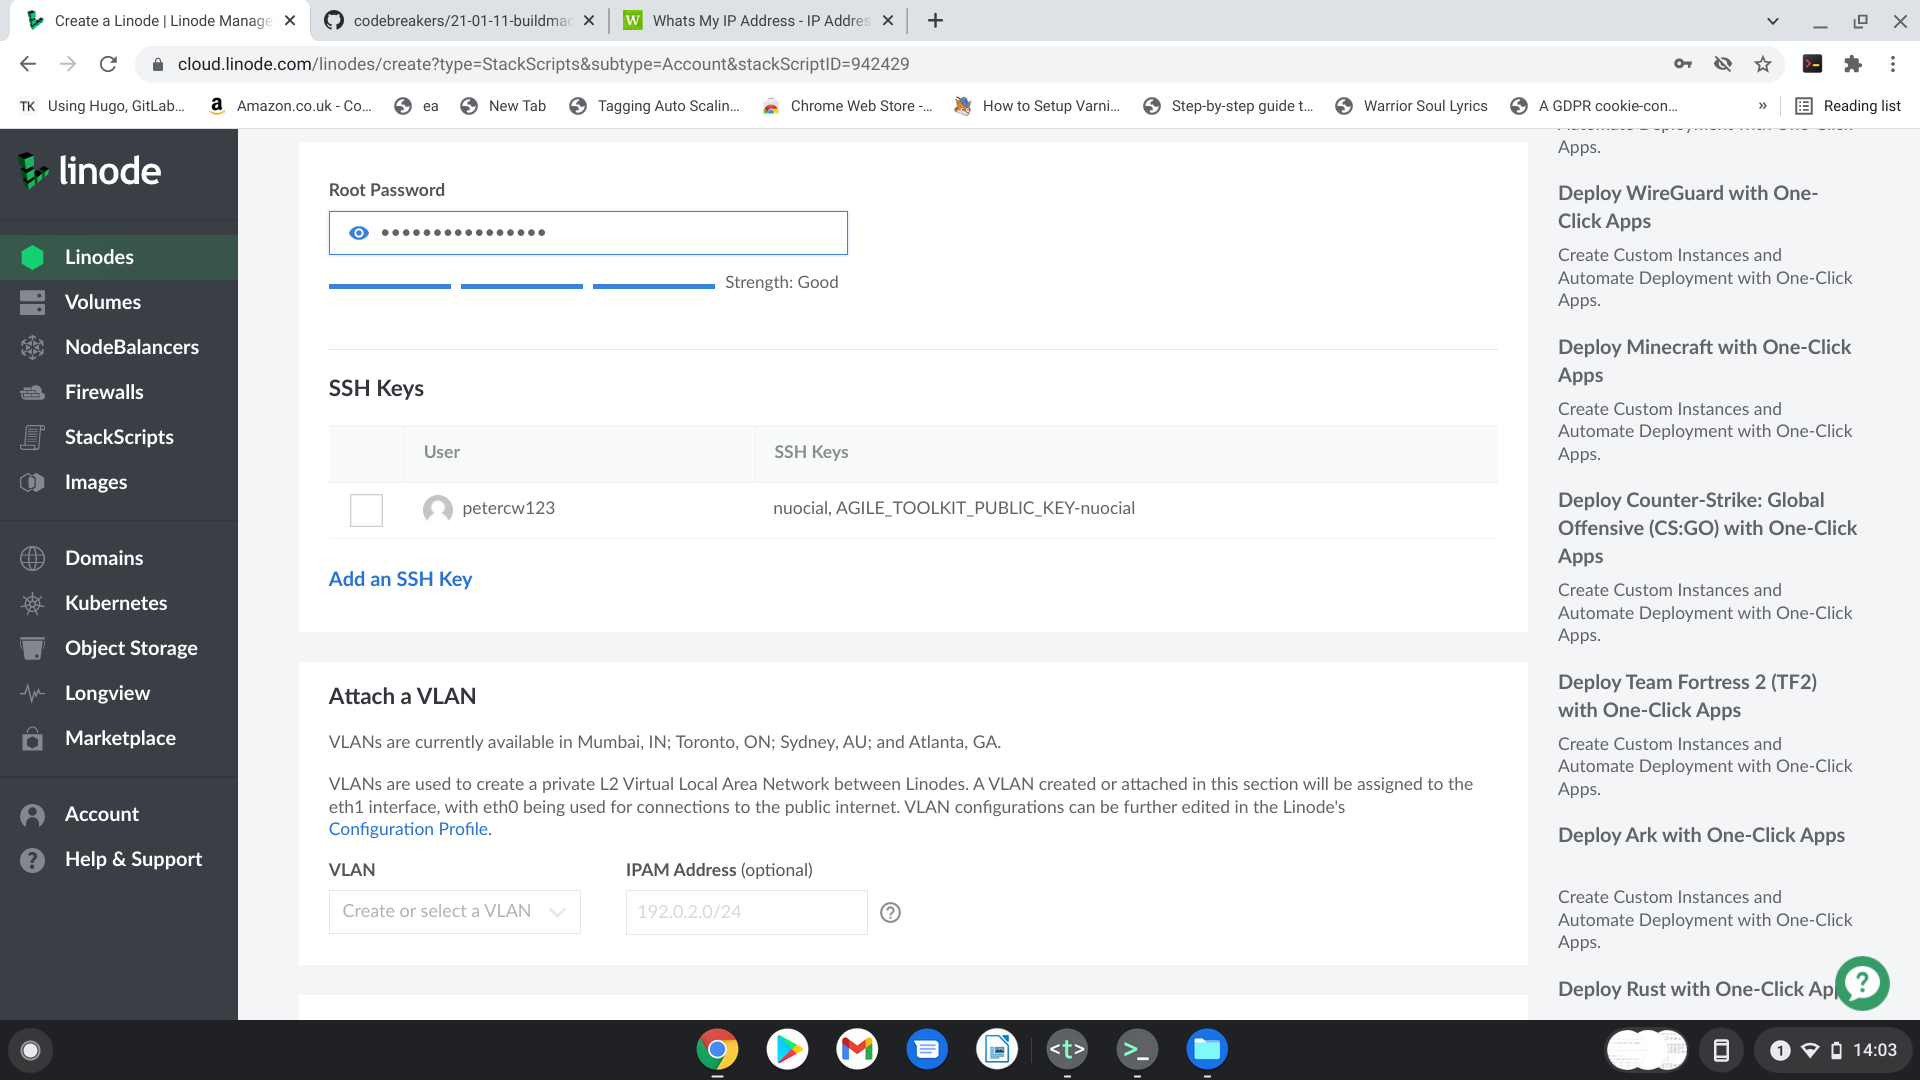 Create a Linode | Linode Manage
codebreakers/21-01-11-buildma
Whats My IP Address - IP Addre
cloud.linode.com/linodes/create?type=StackScripts&subtype=Account&stackScriptID=942429
TK Using Hugo, GitLab...
Amazon.co.uk - Co...
ea
New Tab
Tagging Auto Scalin...
Chrome Web Store -...
How to Setup Varni...
Step-by-step guide t...
Warrior Soul Lyrics
A GDPR cookie-con...
»
Reading list
linode
Linodes
Volumes
NodeBalancers
Firewalls
StackScripts
Images
Domains
Kubernetes
Object Storage
Longview
Marketplace
Account
Help & Support
Root Password
••••••••••••••••
Strength: Good
SSH Keys
User
SSH Keys
petercw123
nuocial, AGILE_TOOLKIT_PUBLIC_KEY-nuocial
Add an SSH Key
Attach a VLAN
VLANs are currently available in Mumbai, IN; Toronto, ON; Sydney, AU; and Atlanta, GA.
VLANs are used to create a private L2 Virtual Local Area Network between Linodes. A VLAN created or attached in this section will be assigned to the
eth1 interface, with eth0 being used for connections to the public internet. VLAN configurations can be further edited in the Linode's
Configuration Profile.
VLAN
IPAM Address (optional)
Create or select a VLAN
192.0.2.0/24
Automate Deployment with One-Click
Apps.
Deploy WireGuard with One-
Click Apps
Create Custom Instances and
Automate Deployment with One-Click
Apps.
Deploy Minecraft with One-Click
Apps
Create Custom Instances and
Automate Deployment with One-Click
Apps.
Deploy Counter-Strike: Global
Offensive (CS:GO) with One-Click
Apps
Create Custom Instances and
Automate Deployment with One-Click
Apps.
Deploy Team Fortress 2 (TF2)
with One-Click Apps
Create Custom Instances and
Automate Deployment with One-Click
Apps.
Deploy Ark with One-Click Apps
Create Custom Instances and
Automate Deployment with One-Click
Apps.
Deploy Rust with One-Click Ap
<t>
>_
1
14:03